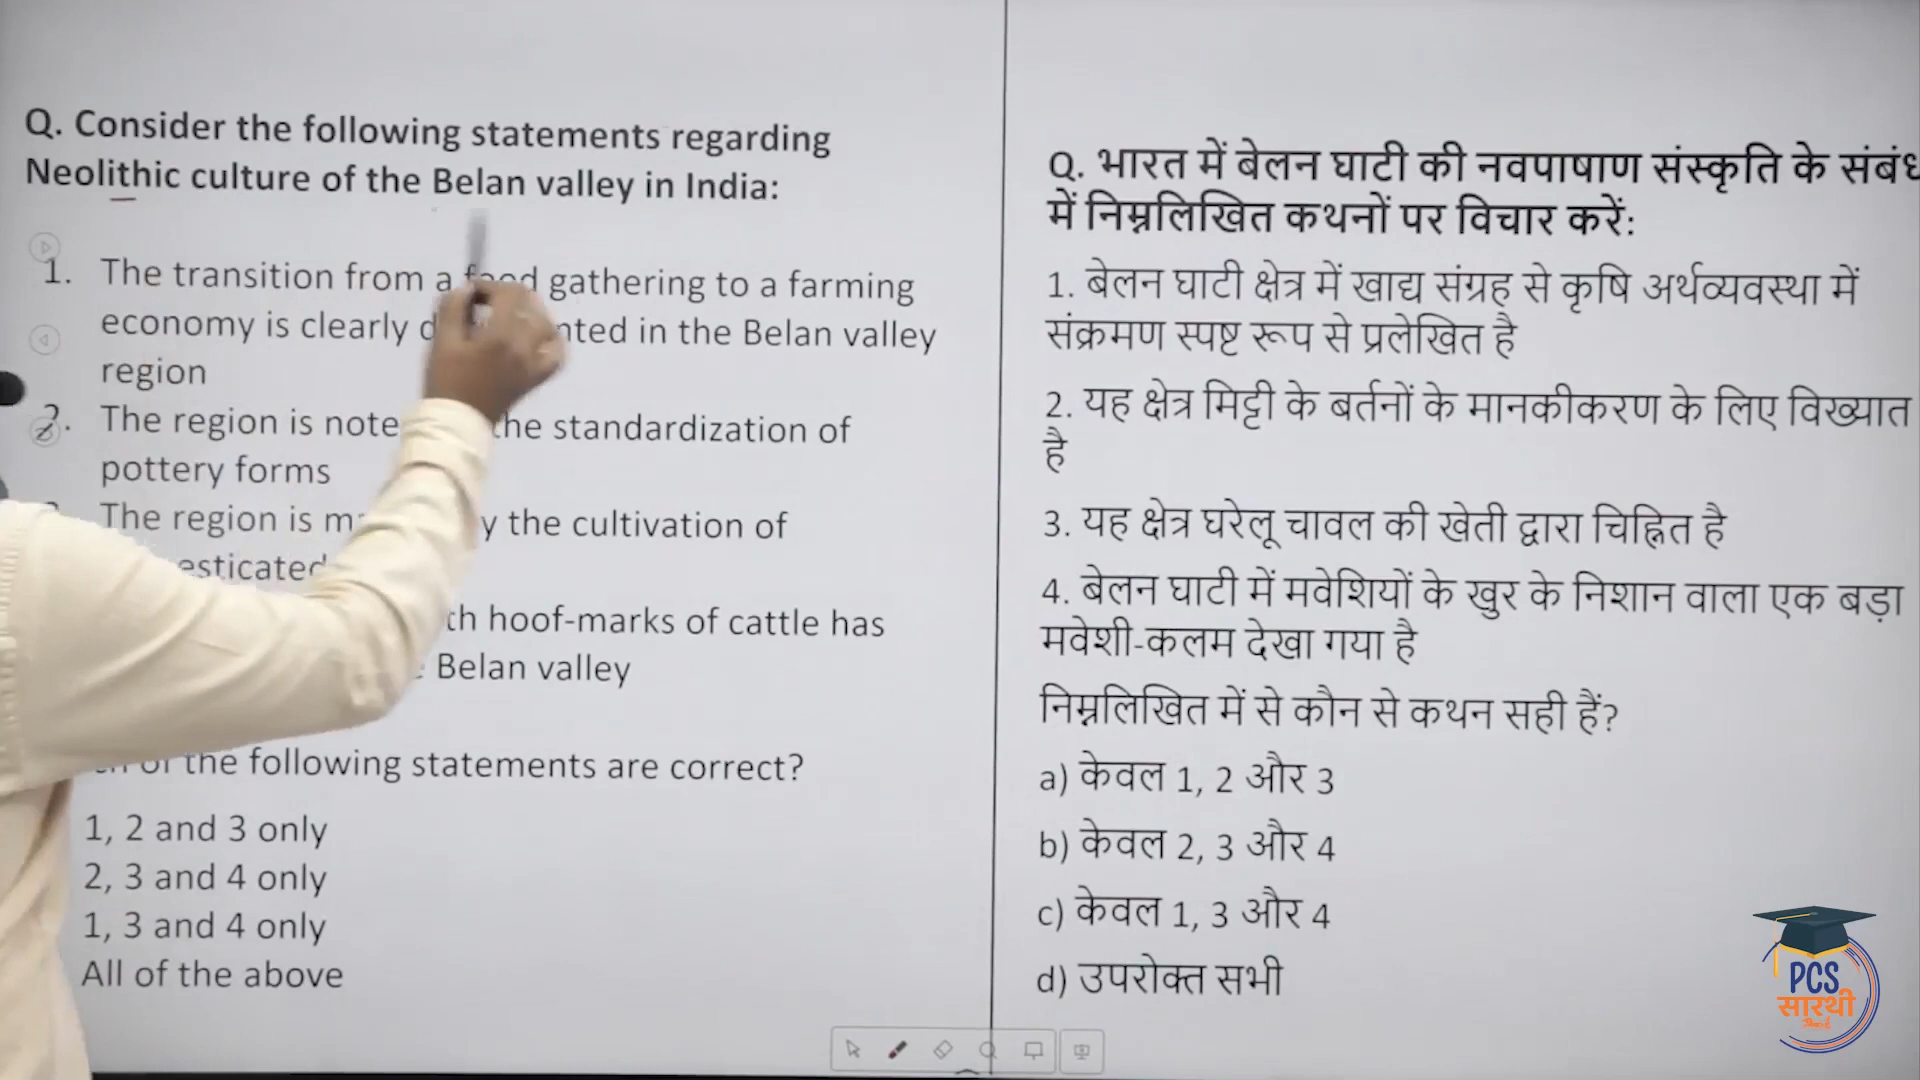 Q. Consider the following statements regarding
Neolithic culture of the Belan valley in India:
1. The transition from a food gathering to a farming
economy is clearly in the Belan valley
region
2. The region is the standardization of
pottery forms
The region is the cultivation of
hoof-marks of cattle has
Belan valley
of the following statements are correct?
1, 2 and 3 only
2, 3 and 4 only
1, 3 and 4 only
All of the above
Q. भारत में बेलन घाटी की नवपाषाण संस्कृति के संबंध
में निम्नलिखित कथनों पर विचार करें:
1. बेलन घाटी क्षेत्र में खाद्य संग्रह से कृषि अर्थव्यवस्था में
संक्रमण स्पष्ट रूप से प्रलेखित है
2. यह क्षेत्र मिट्टी के बर्तनों के मानकीकरण के लिए विख्यात
है
3. यह क्षेत्र घरेलू चावल की खेती द्वारा चिह्नित है
4. बेलन घाटी में मवेशियों के खुर के निशान वाला एक बड़ा
मवेशी-कलम देखा गया है
निम्नलिखित में से कौन से कथन सही हैं?
a) केवल 1, 2 और 3
b) केवल 2, 3 और 4
c) केवल 1, 3 और 4
d) उपरोक्त सभी
PCS
सारथी